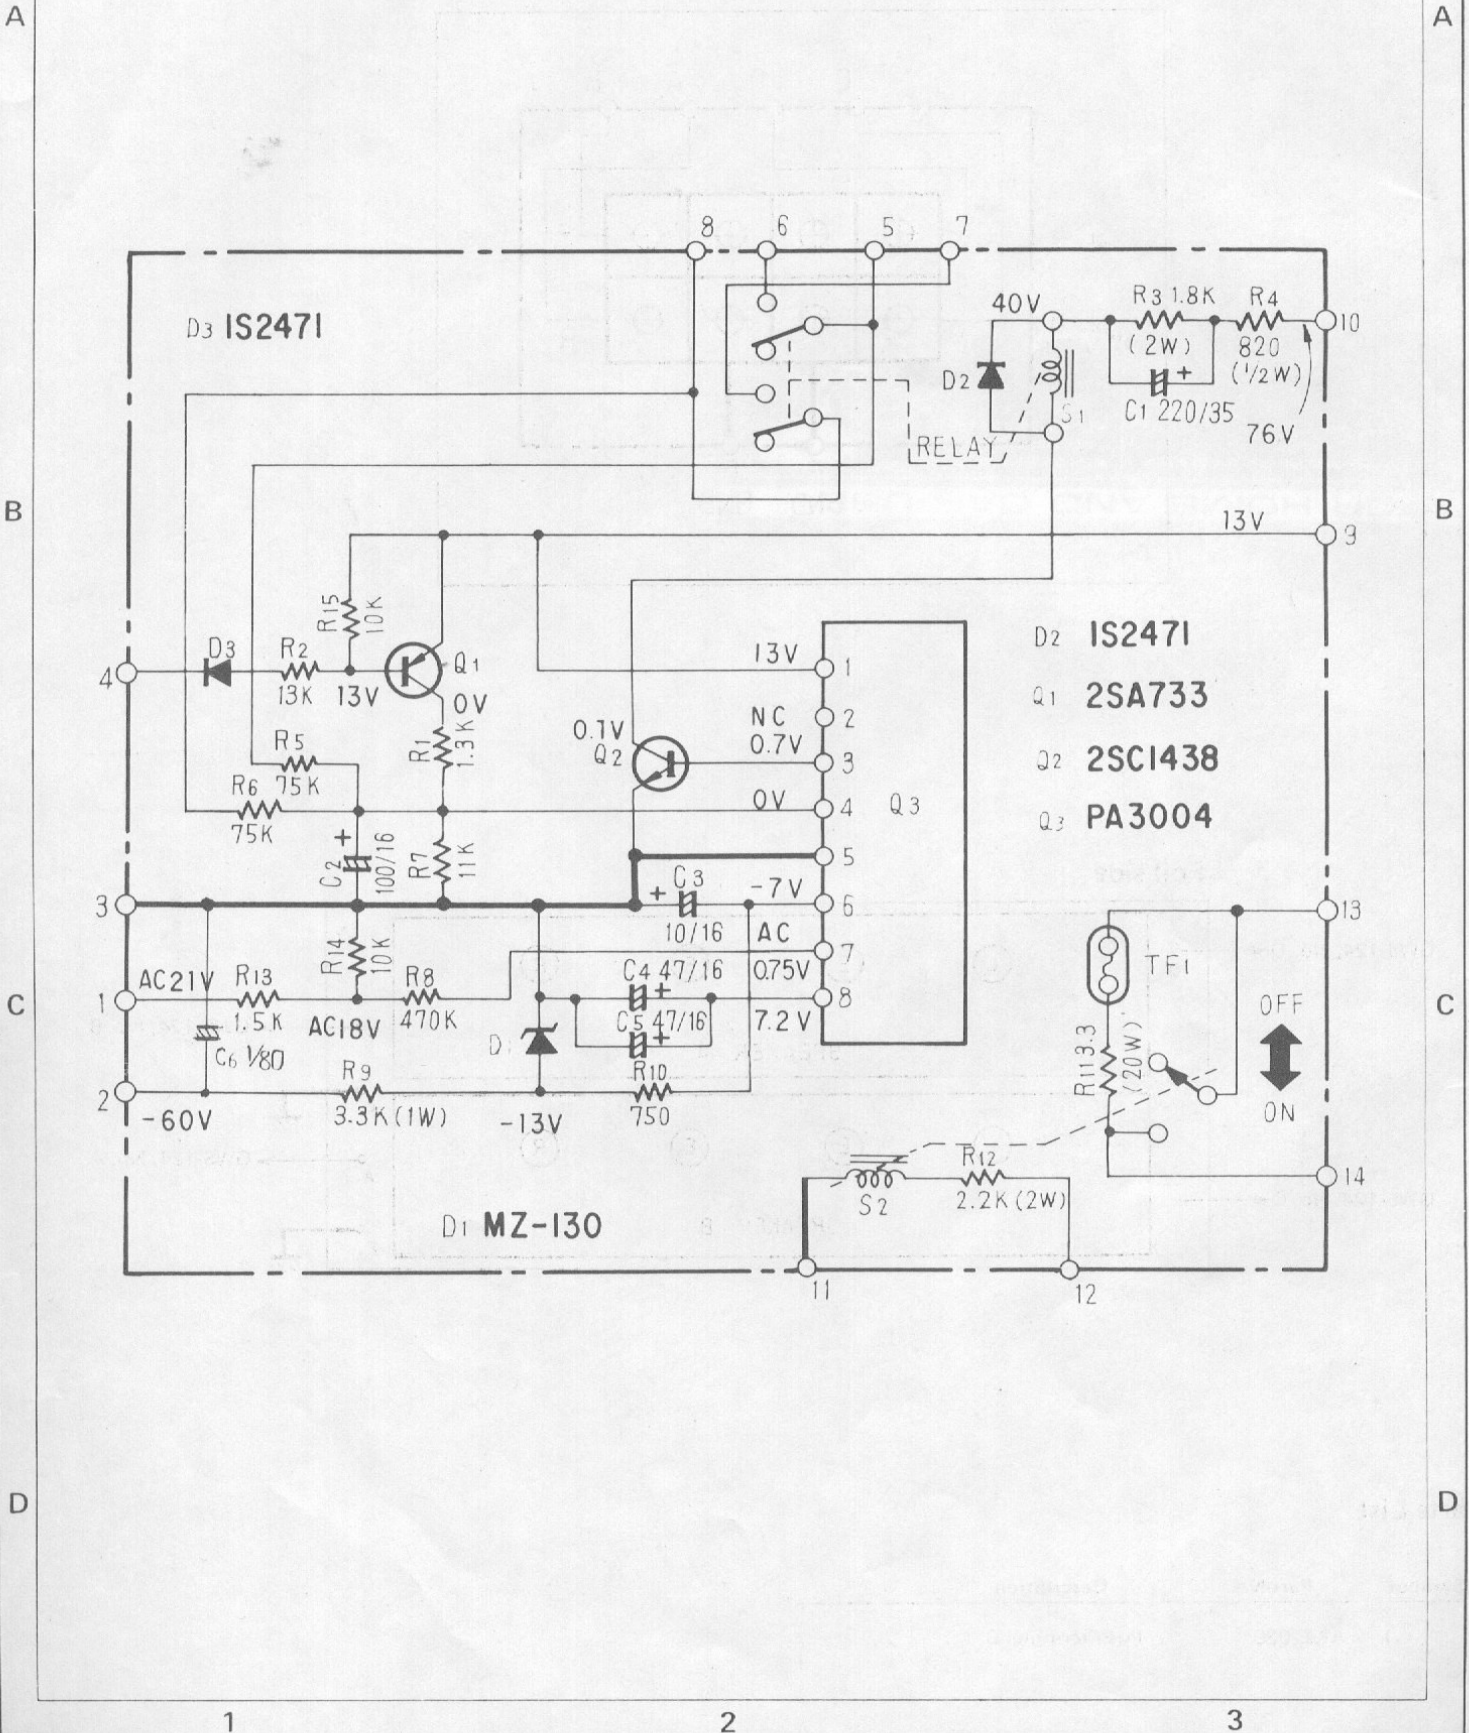 A A
8 6 5 7
D3 IS2471
40V R3 1.8K R4
10
(2W) 820
D2 (1/2W)
S1 C1 220/35
+
76V
RELAY
B B
13V
9
R15 10K
D2 IS2471
D3 R2 Q1 13V 1
4
13K 13V 0V
Q1 2SA733
NC 2
0.1V 0.7V 3
Q2
R1 1.3K
R5
75K
Q2 2SC1438
R6
75K
0V 4 Q3
Q3 PA3004
+
C2 100/16
R7 11K
5
C3
+ -7V 6
3
10/16 AC
13
R14 10K
7
TF1
AC21V R13 R8 C4 47/16 0.75V
+
8
1
C C
1.5K AC18V 470K C5 47/16 7.2V
+
OFF
C6 1/80
R11 3.3 (20W)
R9 R10
2
-60V 3.3K(1W) -13V 750
ON
R12
S2 2.2K(2W)
14
D1 MZ-130
11 12
D D
1 2 3